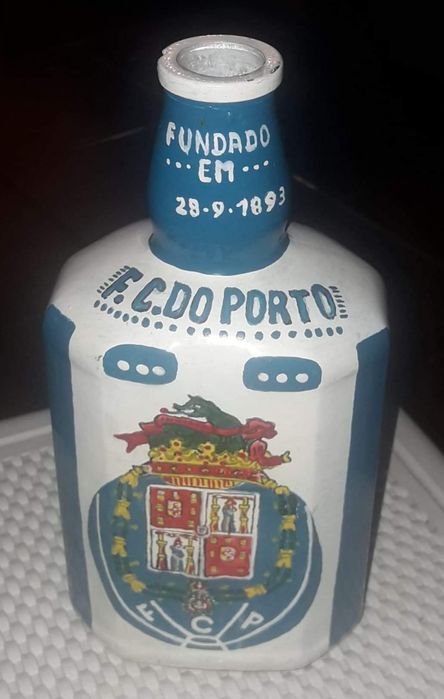 FUNDADO
EM
28-9-1893
F.C.DO PORTO
F C P